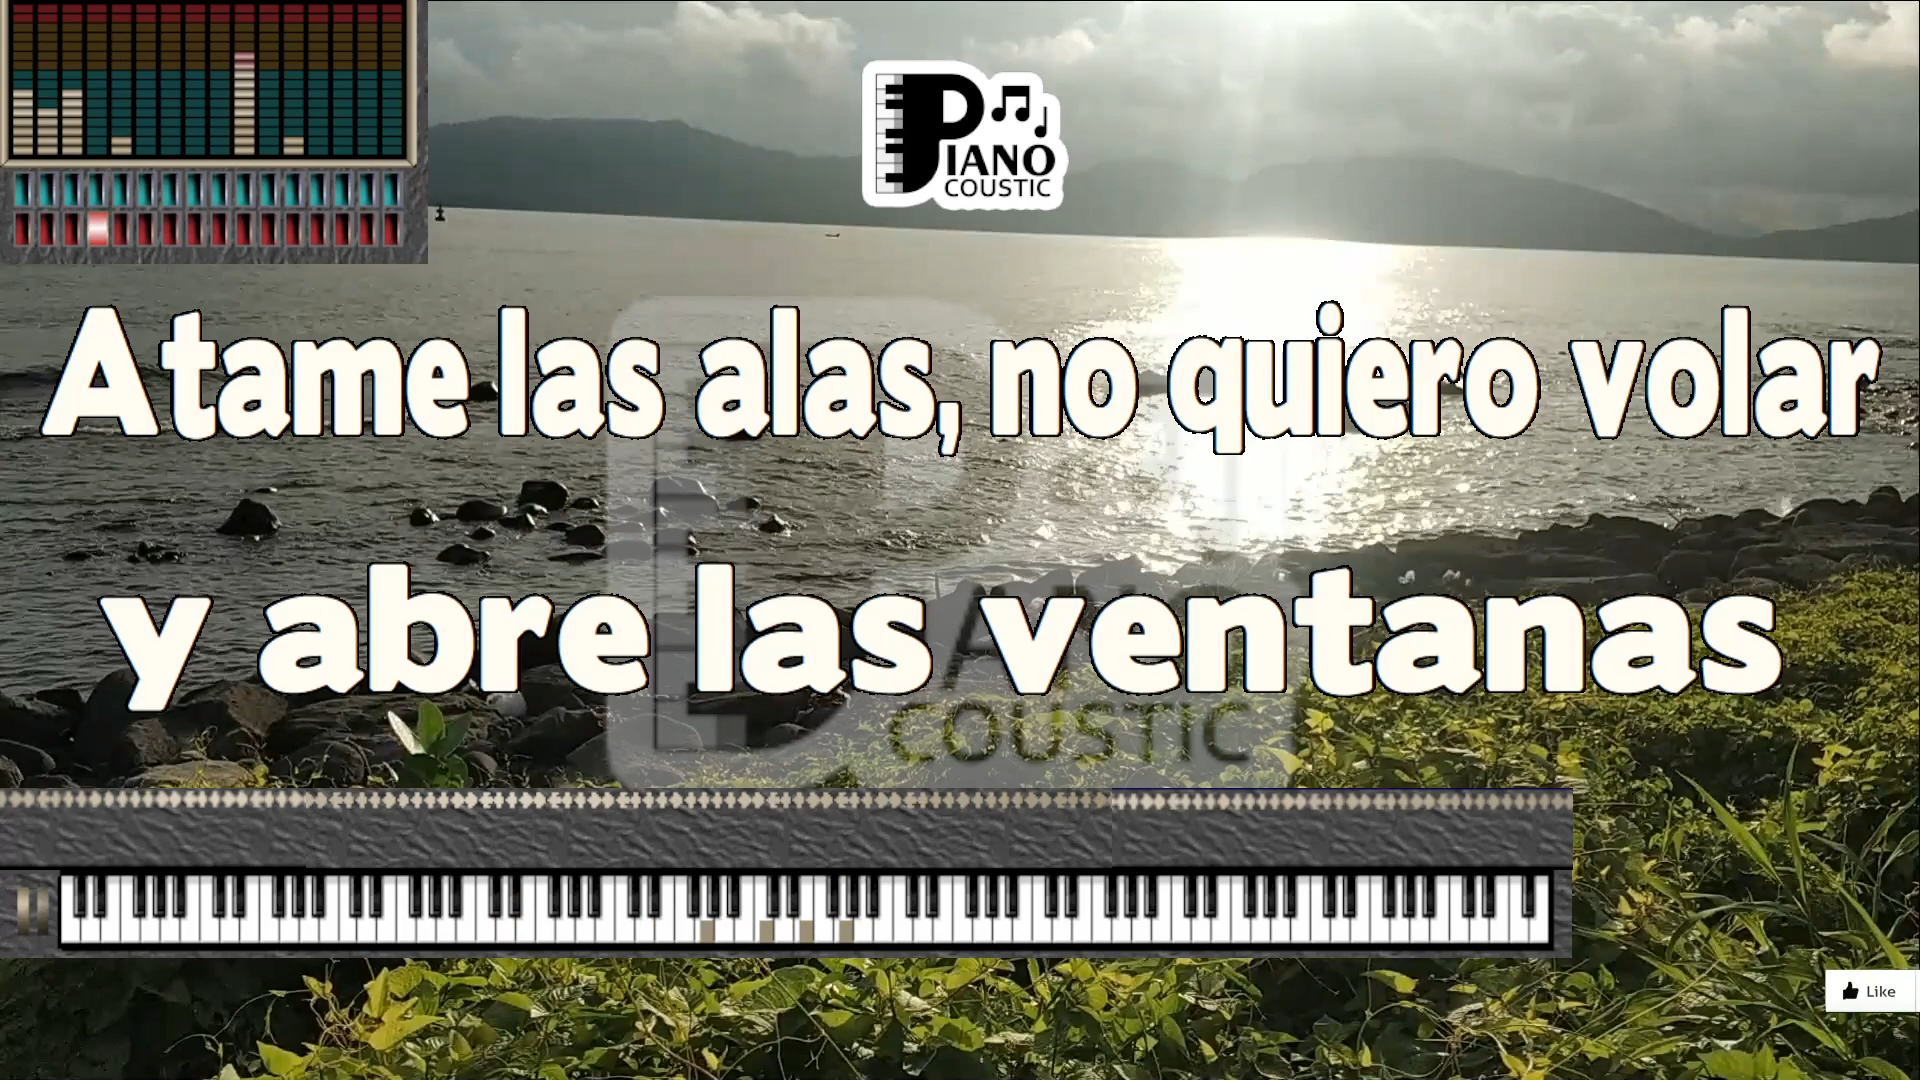 PIANO
COUSTIC
Atame las alas, no quiero volar
y abre las ventanas
COUSTIC
Like